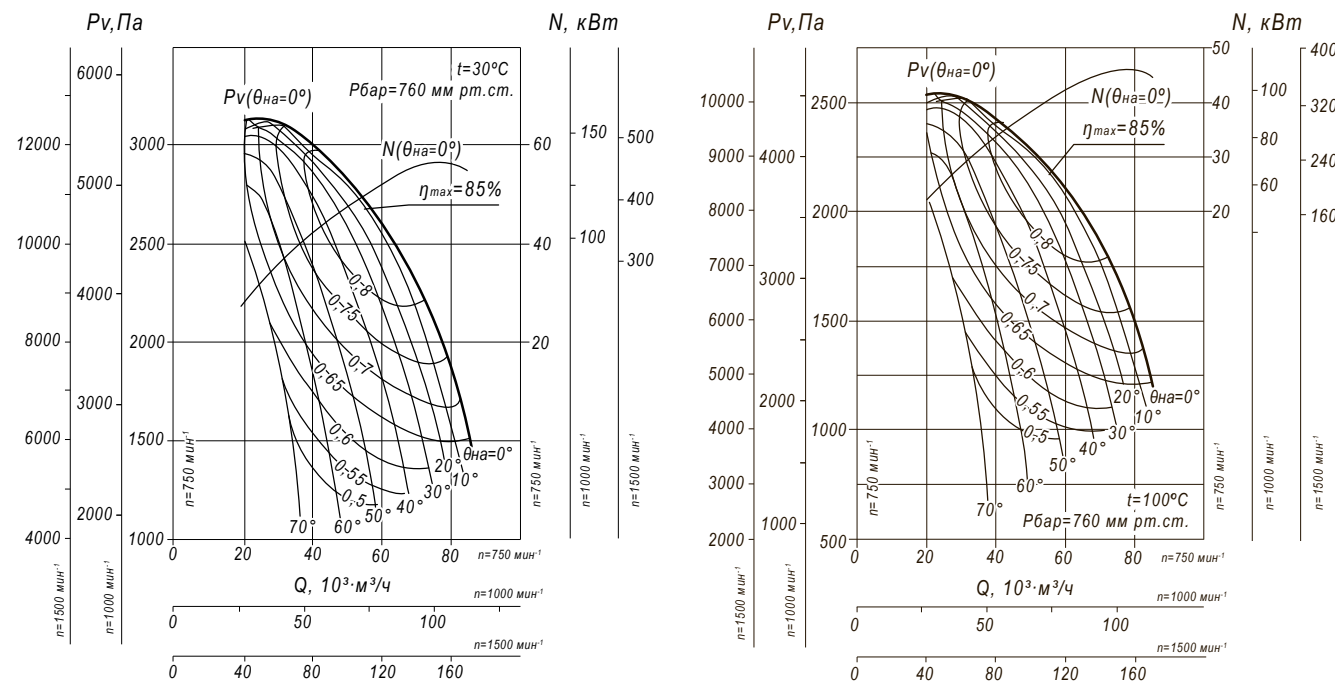 Pv,Па
N, кВт
t=30°C
Pбар=760 мм рт.ст.
Pv(θна=0°)
N(θна=0°)
ηmax=85%
6000
5000
4000
3000
2000
12000
10000
8000
6000
4000
3000
2500
2000
1500
1000
60
40
20
150
100
500
400
300
0,8
0,75
0,7
0,65
0,6
0,55
0,5
θна=0°
10°
20°
30°
40°
50°
60°
70°
n=750 мин⁻¹
n=750 мин⁻¹
n=1000 мин⁻¹
n=1500 мин⁻¹
n=1500 мин⁻¹
n=1000 мин⁻¹
0 20 40 60 80 n=750 мин⁻¹
Q, 10³·м³/ч
n=1000 мин⁻¹
0 50 100
n=1500 мин⁻¹
0 40 80 120 160
Pv,Па
N, кВт
Pv(θна=0°)
N(θна=0°)
ηmax=85%
10000
9000
8000
7000
6000
5000
4000
3000
2000
4000
3000
2000
1000
2500
2000
1500
1000
500
50
40
30
20
100
80
60
400
320
240
160
0,8
0,75
0,7
0,65
0,6
0,55
0,5
20° θна=0°
10°
30°
40°
50°
60°
70°
t=100°C
Pбар=760 мм рт.ст.
n=750 мин⁻¹
n=750 мин⁻¹
n=1000 мин⁻¹
n=1500 мин⁻¹
n=1500 мин⁻¹
n=1000 мин⁻¹
0 20 40 60 80
n=750 мин⁻¹
Q, 10³·м³/ч
n=1000 мин⁻¹
0 50 100
n=1500 мин⁻¹
0 40 80 120 160